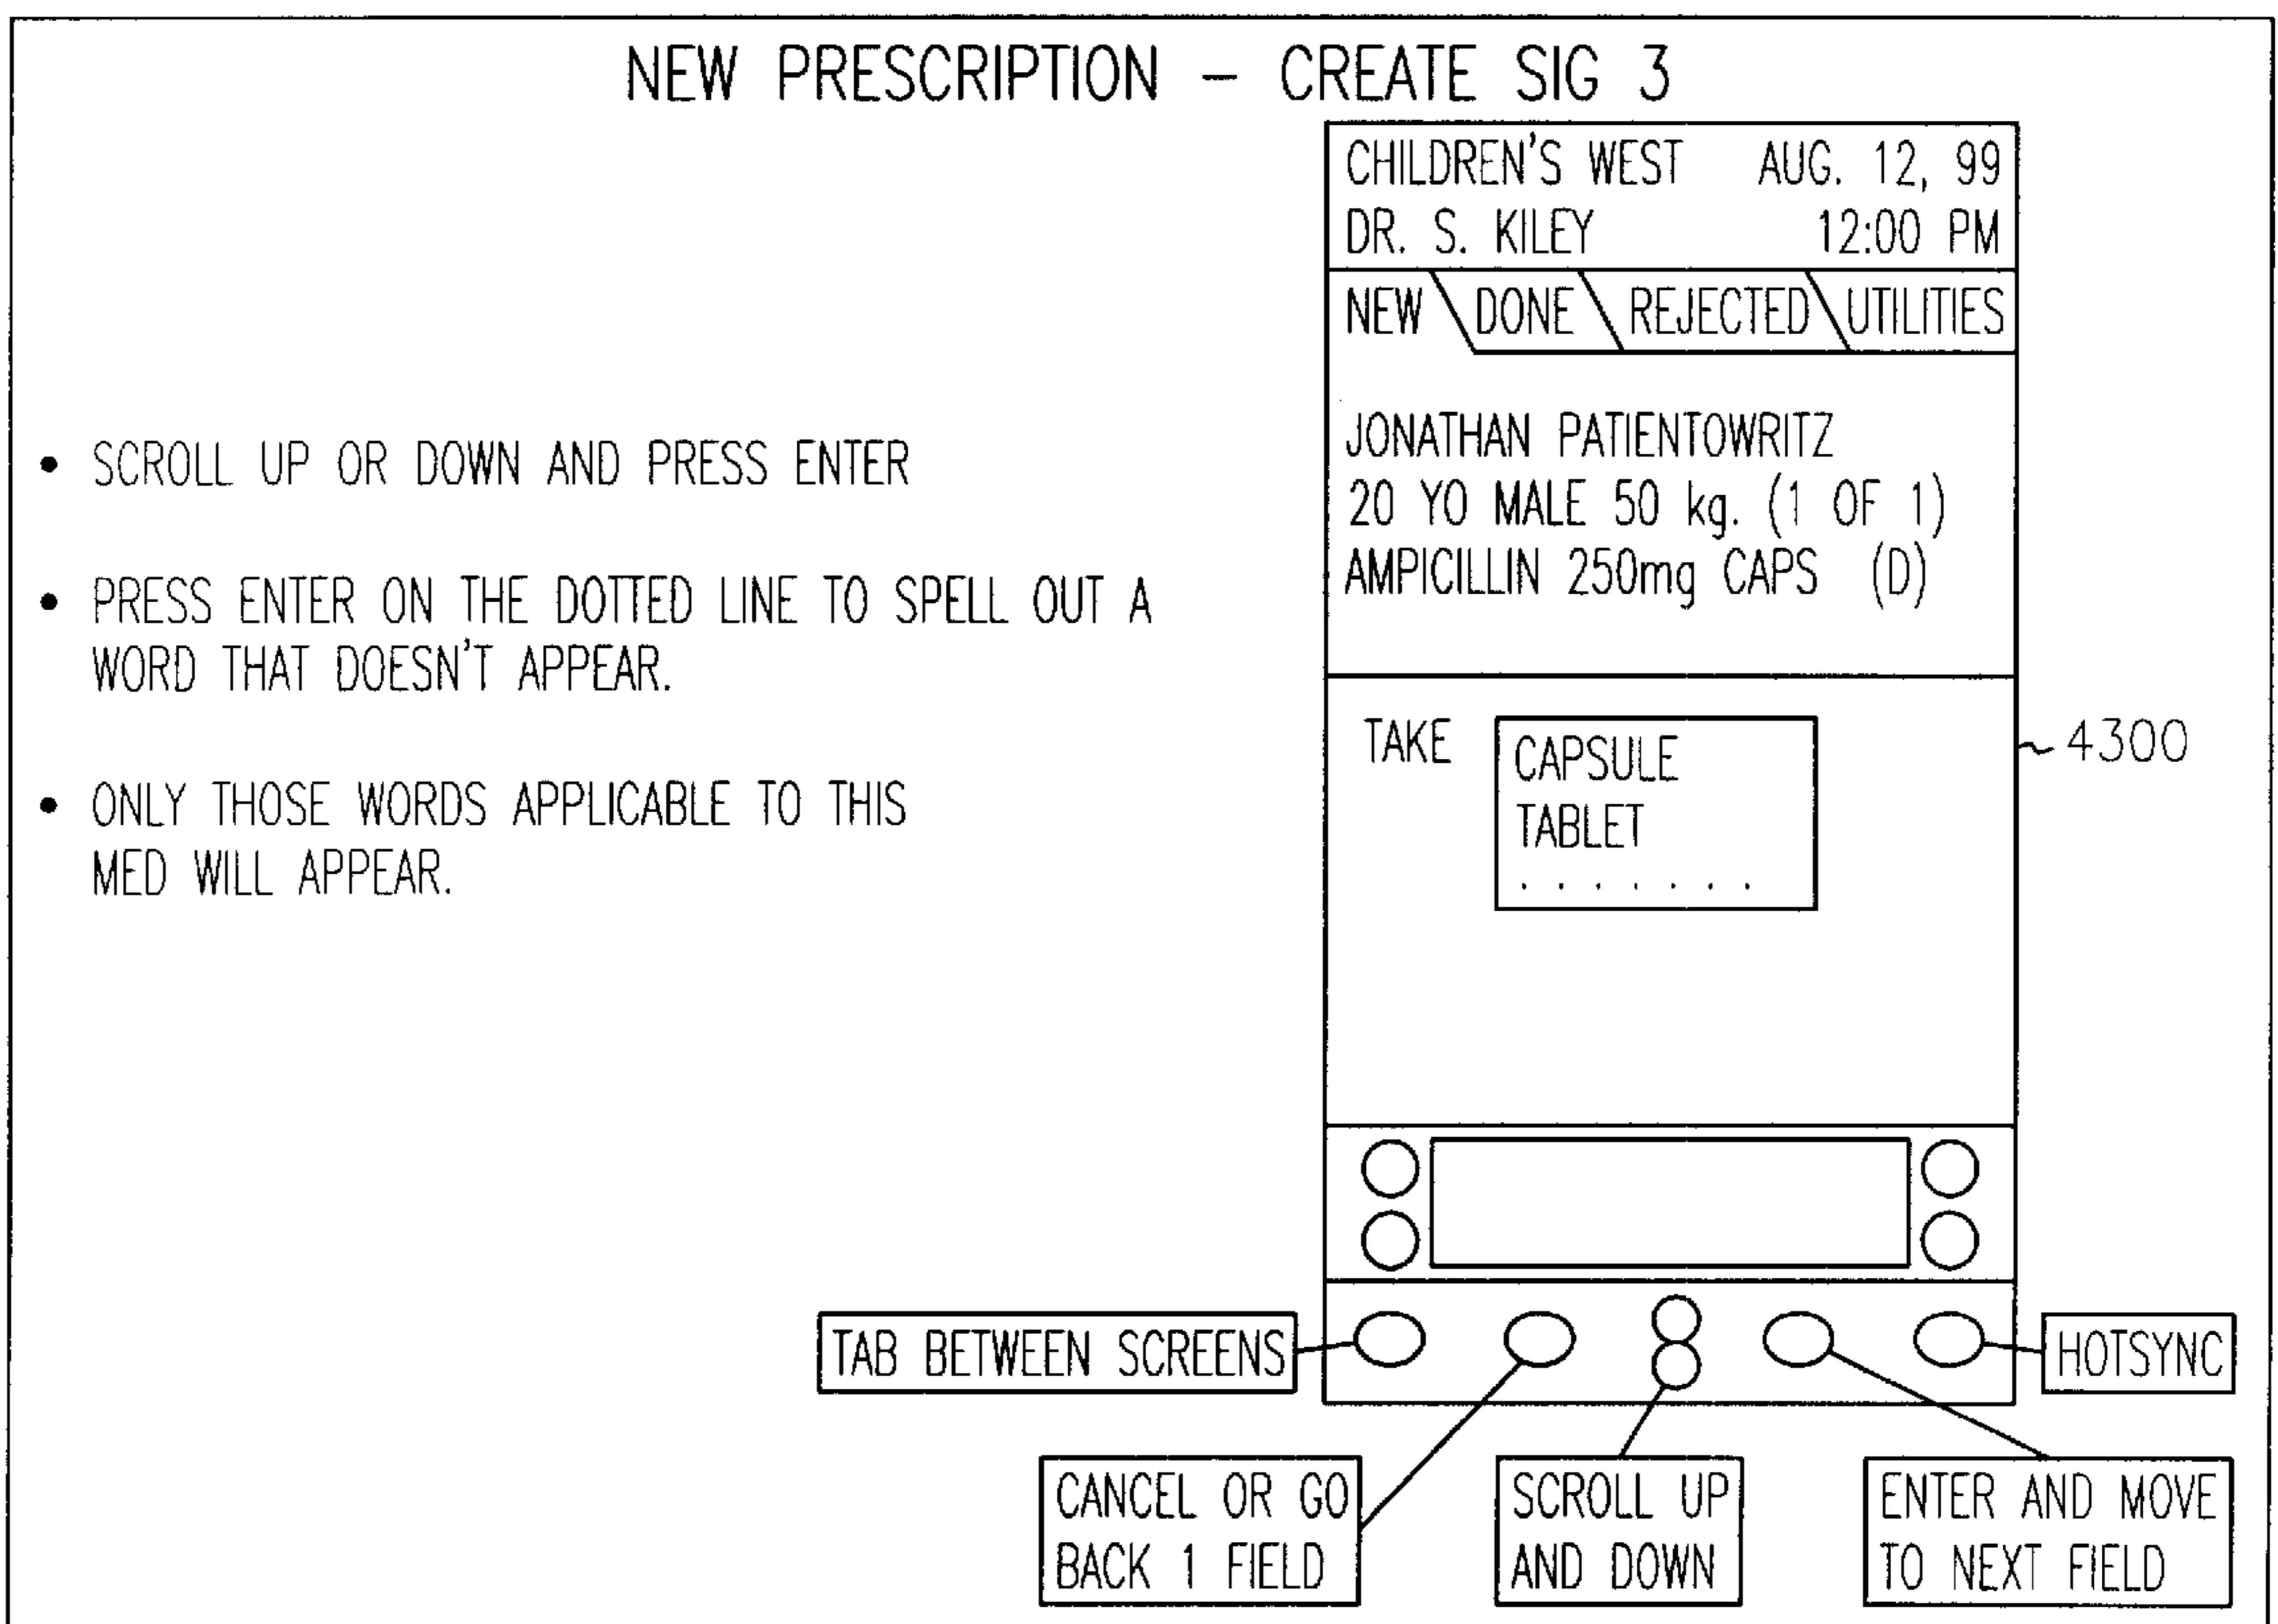 NEW PRESCRIPTION – CREATE SIG 3
• SCROLL UP OR DOWN AND PRESS ENTER
• PRESS ENTER ON THE DOTTED LINE TO SPELL OUT A
WORD THAT DOESN'T APPEAR.
• ONLY THOSE WORDS APPLICABLE TO THIS
MED WILL APPEAR.
CHILDREN'S WEST AUG. 12, 99
DR. S. KILEY 12:00 PM
NEW DONE REJECTED UTILITIES
JONATHAN PATIENTOWRITZ
20 YO MALE 50 kg. (1 OF 1)
AMPICILLIN 250mg CAPS (D)
TAKE CAPSULE
TABLET
. . . . . . .
4300
TAB BETWEEN SCREENS
HOTSYNC
CANCEL OR GO
BACK 1 FIELD
SCROLL UP
AND DOWN
ENTER AND MOVE
TO NEXT FIELD